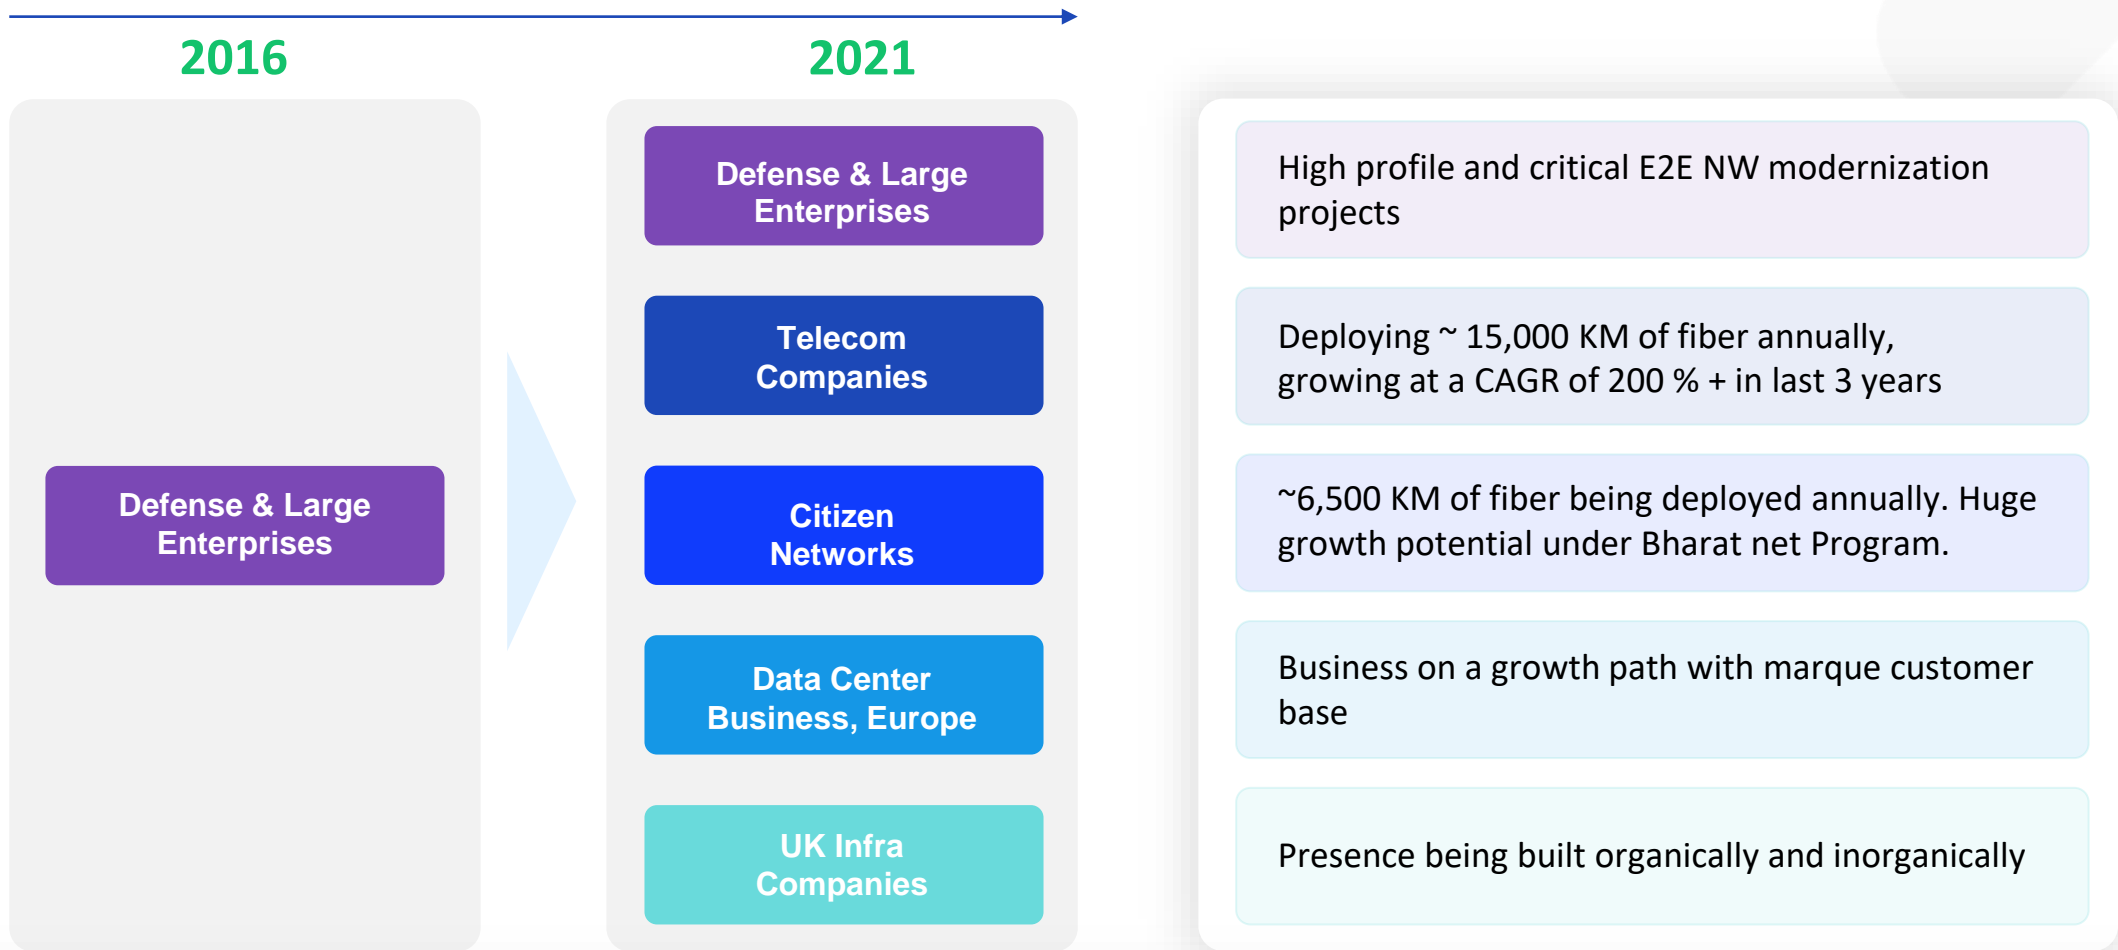 2016
2021
Defense & Large
Enterprises
Defense & Large
Enterprises
High profile and critical E2E NW modernization
projects
Telecom
Companies
Deploying ~ 15,000 KM of fiber annually,
growing at a CAGR of 200 % + in last 3 years
Citizen
Networks
~6,500 KM of fiber being deployed annually. Huge
growth potential under Bharat net Program.
Data Center
Business, Europe
Business on a growth path with marque customer
base
UK Infra
Companies
Presence being built organically and inorganically